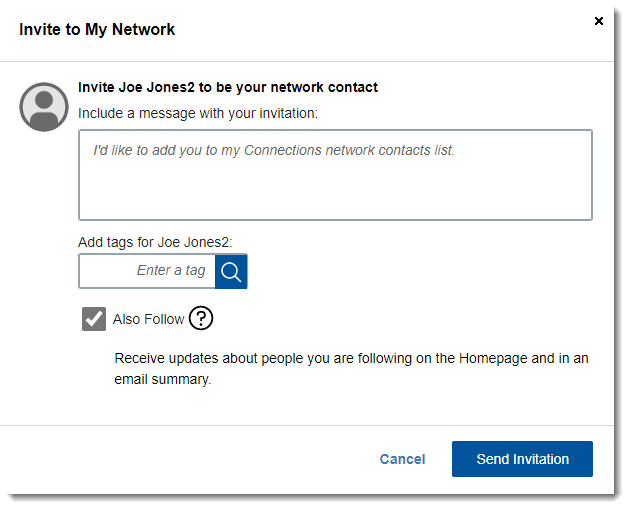 Invite to My Network
×
Invite Joe Jones2 to be your network contact
Include a message with your invitation:
I'd like to add you to my Connections network contacts list.
Add tags for Joe Jones2:
Enter a tag
Also Follow ?
Receive updates about people you are following on the Homepage and in an
email summary.
Cancel Send Invitation